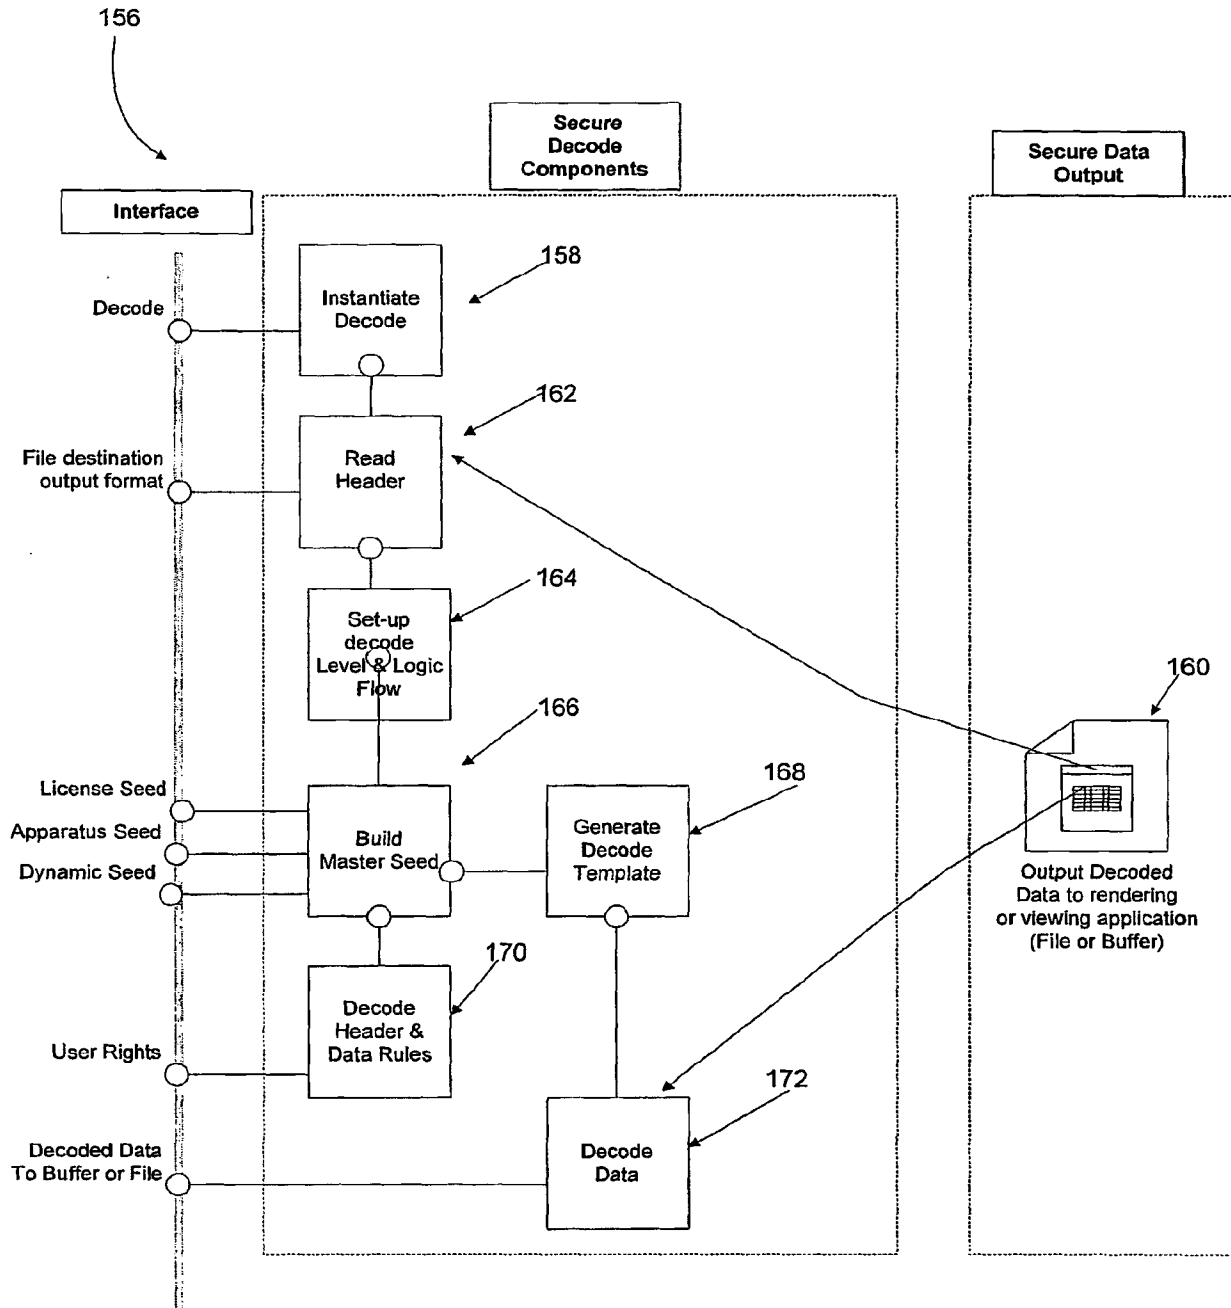 156
Secure
Decode
Components
Secure Data
Output
Interface
158
Instantiate
Decode
Decode
162
File destination
output format
Read
Header
164
Set-up
decode
Level & Logic
Flow
166
160
License Seed
Apparatus Seed
Dynamic Seed
Build
Master Seed
168
Generate
Decode
Template
Output Decoded
Data to rendering
or viewing application
(File or Buffer)
170
Decode
Header &
Data Rules
User Rights
172
Decoded Data
To Buffer or File
Decode
Data